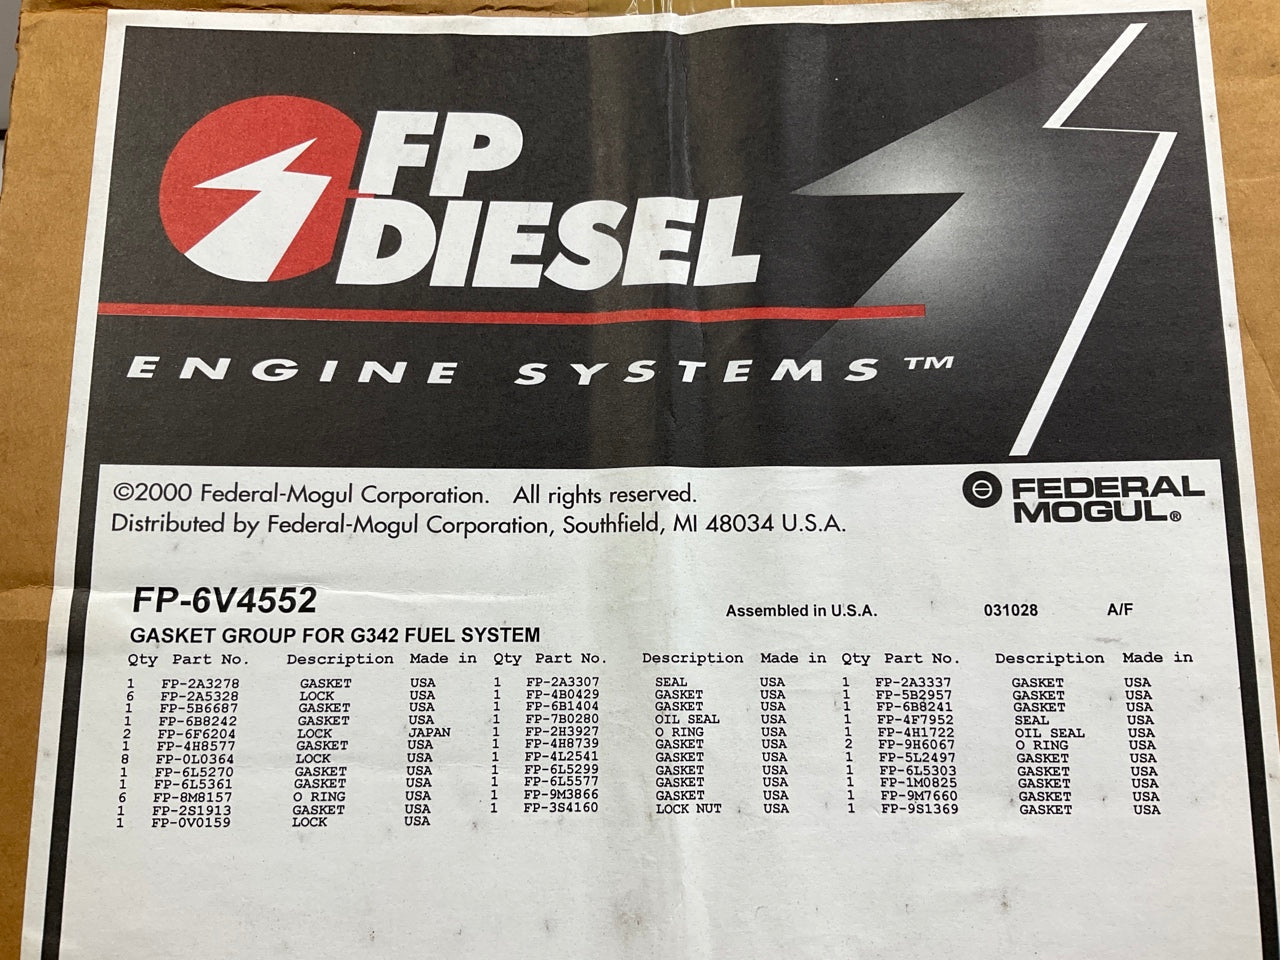 FP
DIESEL
ENGINE SYSTEMS™
©2000 Federal-Mogul Corporation. All rights reserved.
Distributed by Federal-Mogul Corporation, Southfield, MI 48034 U.S.A.
FEDERAL
MOGUL®
FP-6V4552
Assembled in U.S.A. 031028 A/F
GASKET GROUP FOR G342 FUEL SYSTEM
Qty Part No. Description Made in Qty Part No. Description Made in Qty Part No. Description Made in
1 FP-2A3278 GASKET USA 1 FP-2A3307 SEAL USA 1 FP-2A3337 GASKET USA
6 FP-2A5328 LOCK USA 1 FP-4B0429 GASKET USA 1 FP-5B2957 GASKET USA
1 FP-5B6687 GASKET USA 1 FP-6B1404 GASKET USA 1 FP-6B8241 GASKET USA
1 FP-6B8242 GASKET USA 1 FP-7B0280 OIL SEAL USA 1 FP-4F7952 SEAL USA
2 FP-6F6204 LOCK JAPAN 1 FP-2H3927 O RING USA 1 FP-4H1722 OIL SEAL USA
1 FP-4H8577 GASKET USA 1 FP-4H8739 GASKET USA 2 FP-9H6067 O RING USA
8 FP-0L0364 LOCK USA 1 FP-4L2541 GASKET USA 1 FP-5L2497 GASKET USA
1 FP-6L5270 GASKET USA 1 FP-6L5299 GASKET USA 1 FP-6L5303 GASKET USA
1 FP-6L5361 GASKET USA 1 FP-6L5577 GASKET USA 1 FP-1M0825 GASKET USA
6 FP-8M8157 O RING USA 1 FP-9M3866 GASKET USA 1 FP-9M7660 GASKET USA
1 FP-2S1913 GASKET USA 1 FP-3S4160 LOCK NUT USA 1 FP-9S1369 GASKET USA
1 FP-0V0159 LOCK USA